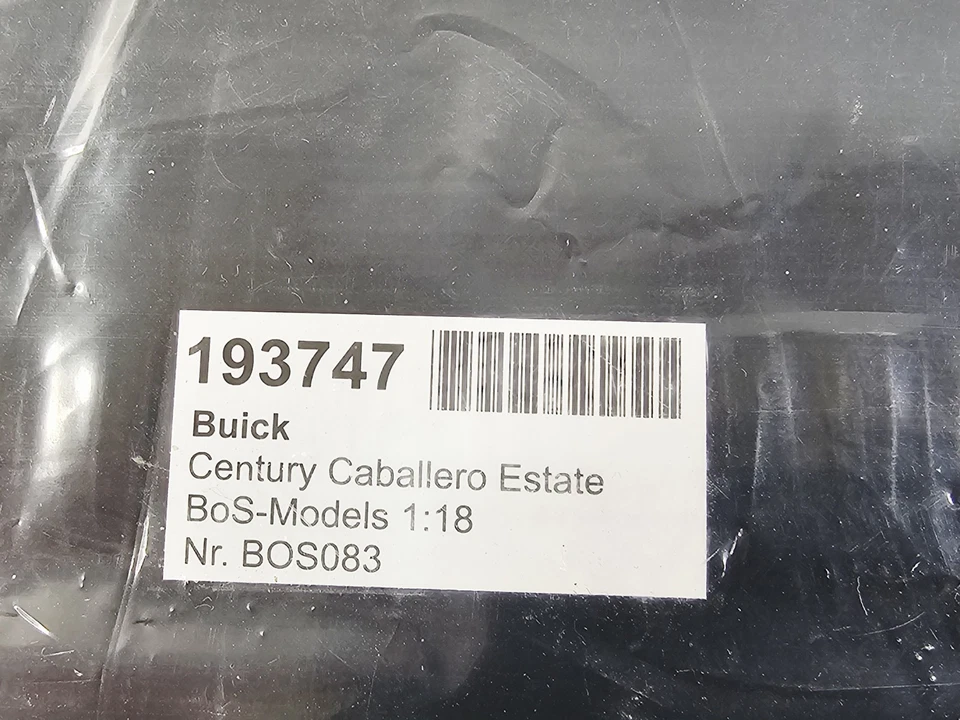 193747
Buick
Century Caballero Estate
BoS-Models 1:18
Nr. BOS083